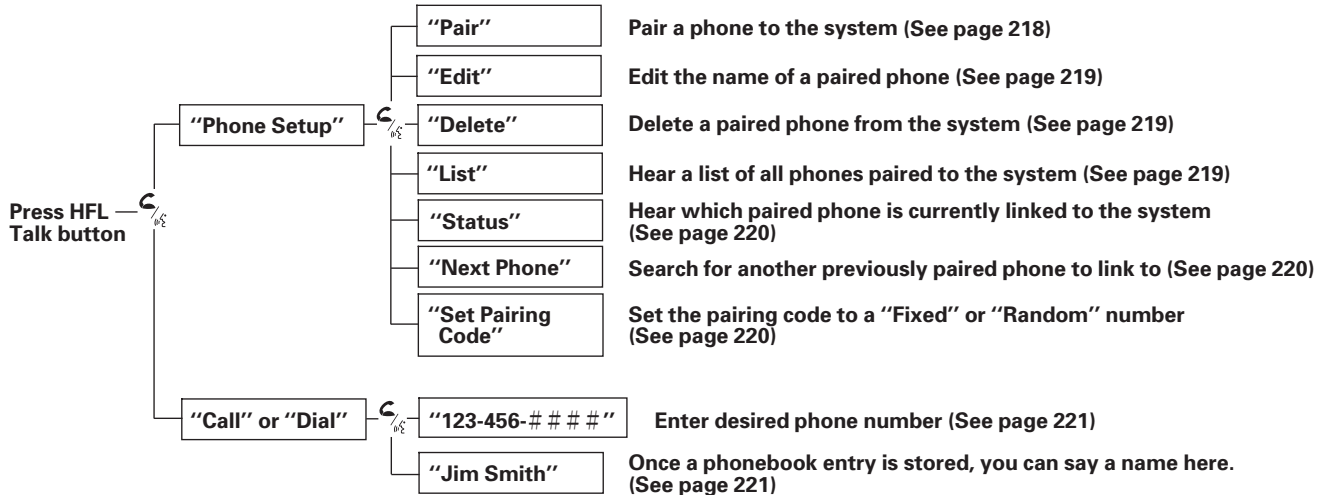 "Pair"
Pair a phone to the system (See page 218)
"Edit"
Edit the name of a paired phone (See page 219)
"Phone Setup"
"Delete"
Delete a paired phone from the system (See page 219)
"List"
Hear a list of all phones paired to the system (See page 219)
Press HFL
Talk button
"Status"
Hear which paired phone is currently linked to the system
(See page 220)
"Next Phone"
Search for another previously paired phone to link to (See page 220)
"Set Pairing
Code"
Set the pairing code to a "Fixed" or "Random" number
(See page 220)
"Call" or "Dial"
"123-456-####"
Enter desired phone number (See page 221)
"Jim Smith"
Once a phonebook entry is stored, you can say a name here.
(See page 221)